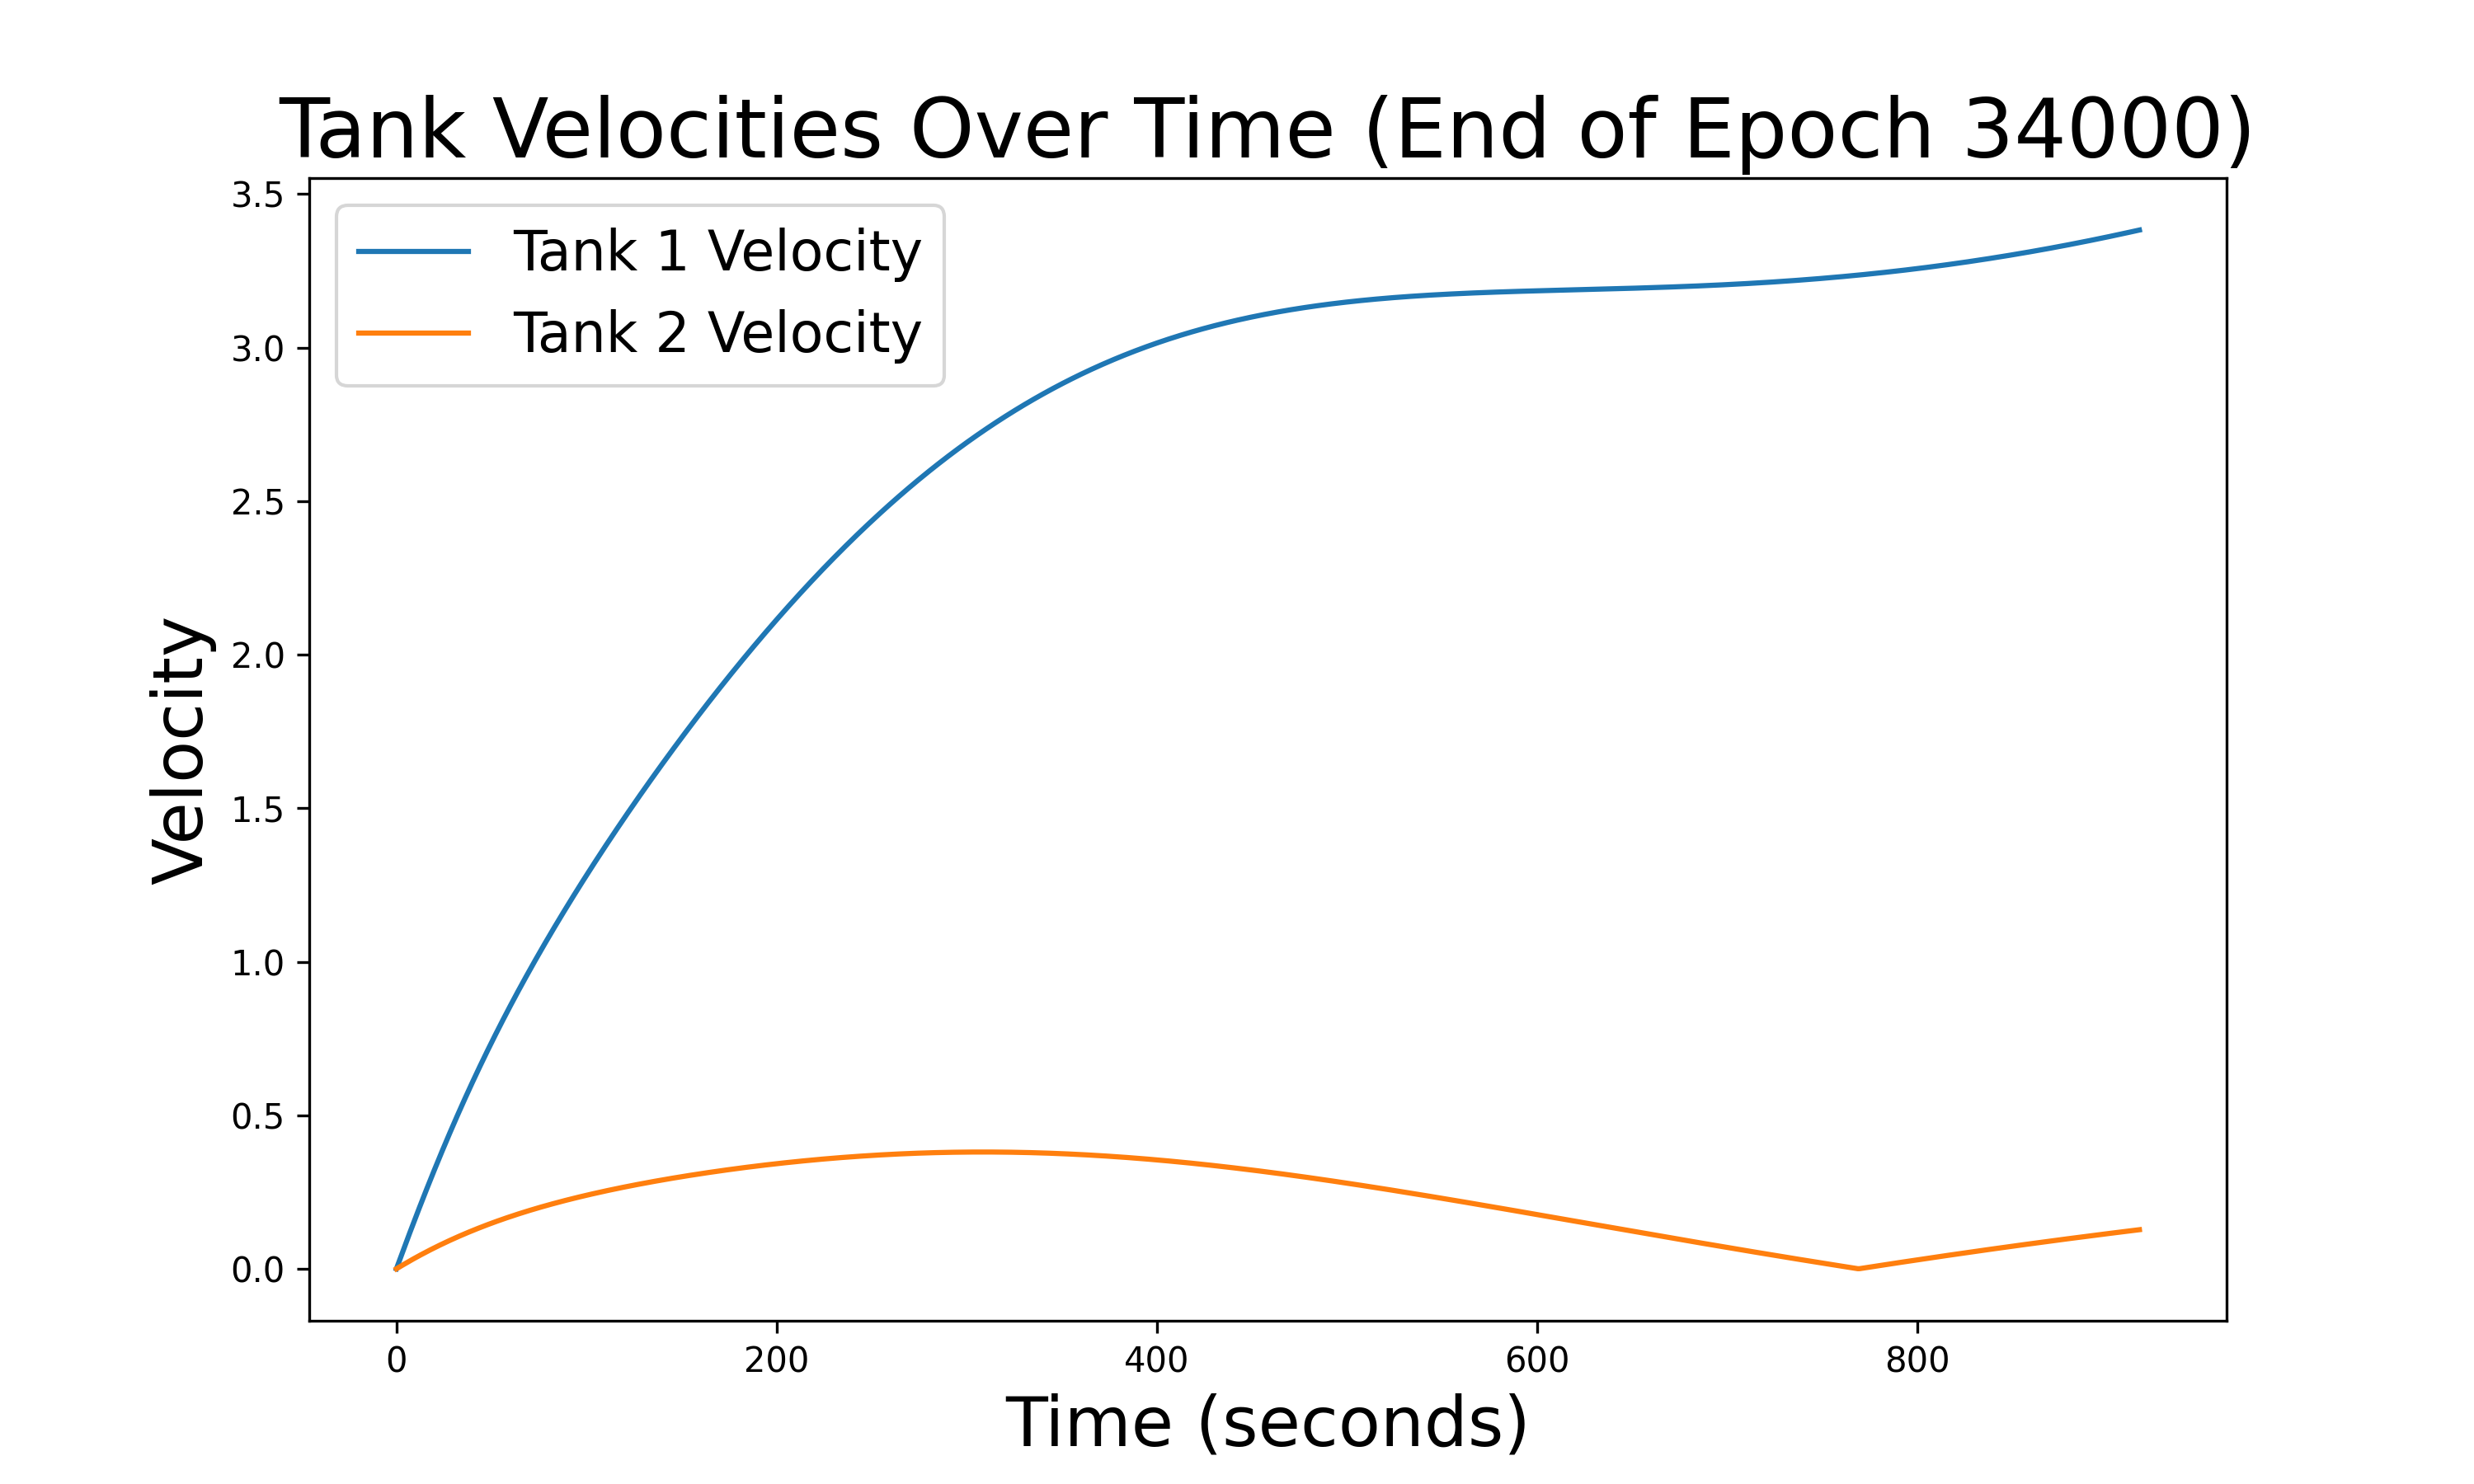 Tank Velocities Over Time (End of Epoch 34000)
3.5
3.0
2.5
2.0
1.5
1.0
0.5
0.0
Velocity
Tank 1 Velocity
Tank 2 Velocity
0 200 400 600 800
Time (seconds)